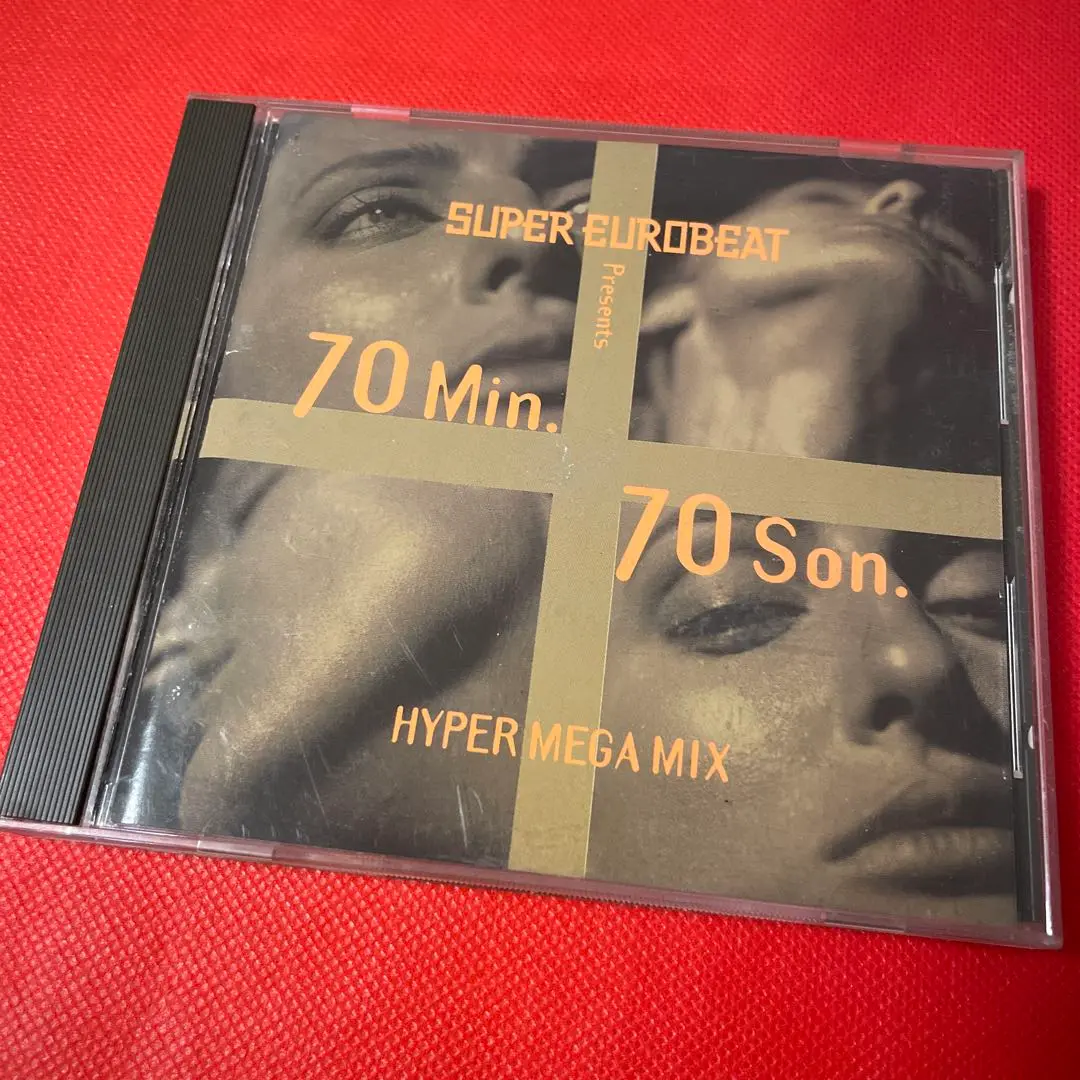 SUPER EUROBEAT
Presents
70 Min.
70 Son.
HYPER MEGA MIX